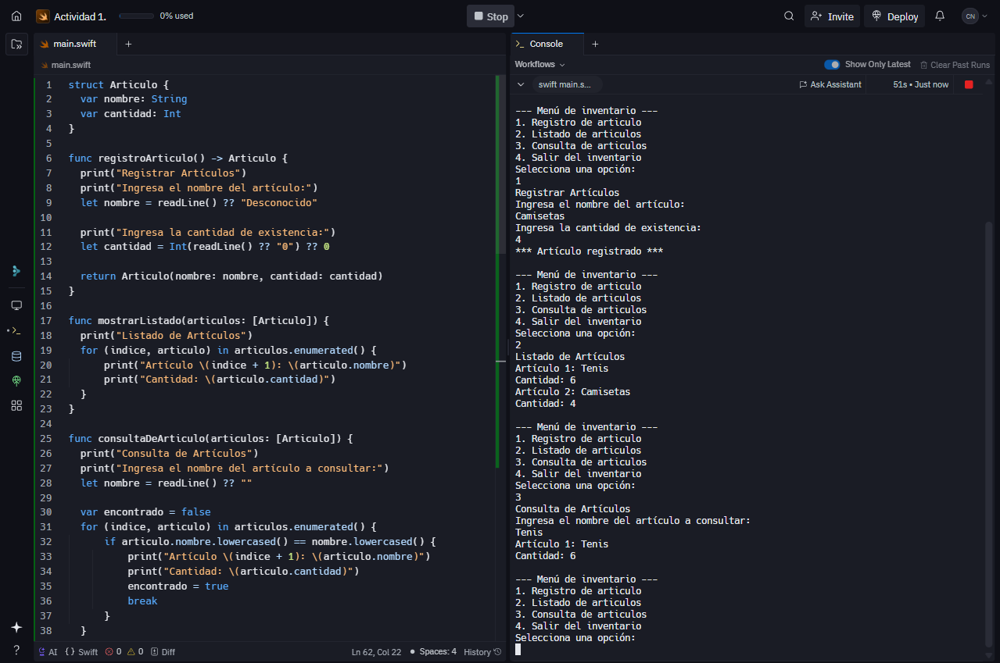 Actividad 1.
0% used
Stop
Invite
Deploy
CN
main.swift
main.swift
1 struct Articulo {
2 var nombre: String
3 var cantidad: Int
4 }
5
6 func registroArticulo() -> Articulo {
7 print("Registrar Artículos")
8 print("Ingresa el nombre del artículo:")
9 let nombre = readLine() ?? "Desconocido"
10
11 print("Ingresa la cantidad de existencia:")
12 let cantidad = Int(readLine() ?? "0") ?? 0
13
14 return Articulo(nombre: nombre, cantidad: cantidad)
15 }
16
17 func mostrarListado(articulos: [Articulo]) {
18 print("Listado de Artículos")
19 for (indice, articulo) in articulos.enumerated() {
20 print("Artículo \(indice + 1): \(articulo.nombre)")
21 print("Cantidad: \(articulo.cantidad)")
22 }
23 }
24
25 func consultaDeArticulo(articulos: [Articulo]) {
26 print("Consulta de Artículos")
27 print("Ingresa el nombre del artículo a consultar:")
28 let nombre = readLine() ?? ""
29
30 var encontrado = false
31 for (indice, articulo) in articulos.enumerated() {
32 if articulo.nombre.lowercased() == nombre.lowercased() {
33 print("Artículo \(indice + 1): \(articulo.nombre)")
34 print("Cantidad: \(articulo.cantidad)")
35 encontrado = true
36 break
37 }
38 }
AI
{} Swift
0
0
Diff
Ln 62, Col 22
Spaces: 4
History
Console
Workflows
Show Only Latest
Clear Past Runs
swift main.s...
Ask Assistant
51s • Just now
--- Menú de inventario ---
1. Registro de articulo
2. Listado de articulos
3. Consulta de articulos
4. Salir del inventario
Selecciona una opción:
1
Registrar Artículos
Ingresa el nombre del artículo:
Camisetas
Ingresa la cantidad de existencia:
4
*** Artículo registrado ***
--- Menú de inventario ---
1. Registro de articulo
2. Listado de articulos
3. Consulta de articulos
4. Salir del inventario
Selecciona una opción:
2
Listado de Artículos
Artículo 1: Tenis
Cantidad: 6
Artículo 2: Camisetas
Cantidad: 4
--- Menú de inventario ---
1. Registro de articulo
2. Listado de articulos
3. Consulta de articulos
4. Salir del inventario
Selecciona una opción:
3
Consulta de Artículos
Ingresa el nombre del artículo a consultar:
Tenis
Artículo 1: Tenis
Cantidad: 6
--- Menú de inventario ---
1. Registro de articulo
2. Listado de articulos
3. Consulta de articulos
4. Salir del inventario
Selecciona una opción: